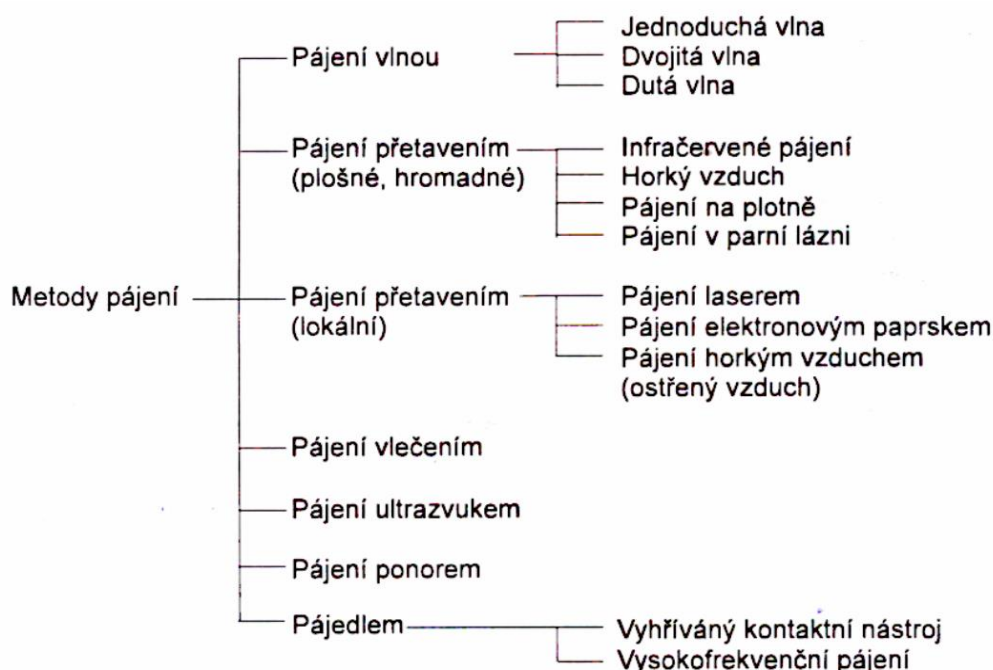 Metody pájení
Pájení vlnou
Jednoduchá vlna
Dvojitá vlna
Dutá vlna
Pájení přetavením
(plošné, hromadné)
Infračervené pájení
Horký vzduch
Pájení na plotně
Pájení v parní lázni
Pájení přetavením
(lokální)
Pájení laserem
Pájení elektronovým paprskem
Pájení horkým vzduchem
(ostřený vzduch)
Pájení vlečením
Pájení ultrazvukem
Pájení ponorem
Pájedlem
Vyhříváný kontaktní nástroj
Vysokofrekvenční pájení